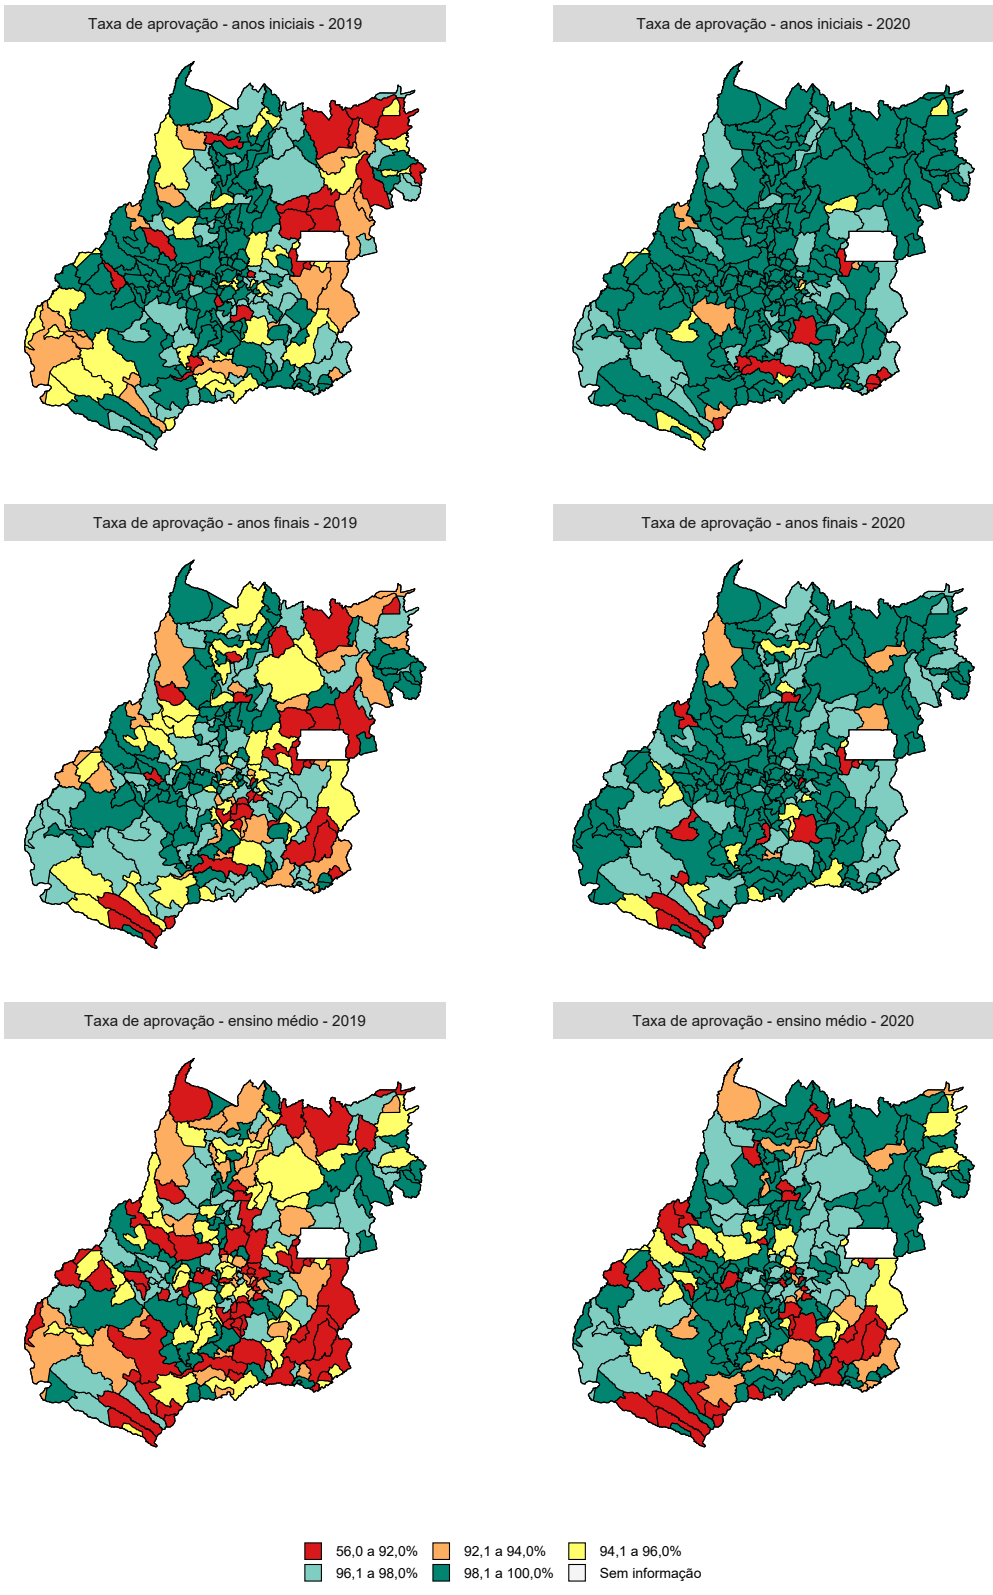 Taxa de aprovação - anos iniciais - 2019
Taxa de aprovação - anos iniciais - 2020
Taxa de aprovação - anos finais - 2019
Taxa de aprovação - anos finais - 2020
Taxa de aprovação - ensino médio - 2019
Taxa de aprovação - ensino médio - 2020
56,0 a 92,0%
92,1 a 94,0%
94,1 a 96,0%
96,1 a 98,0%
98,1 a 100,0%
Sem informação